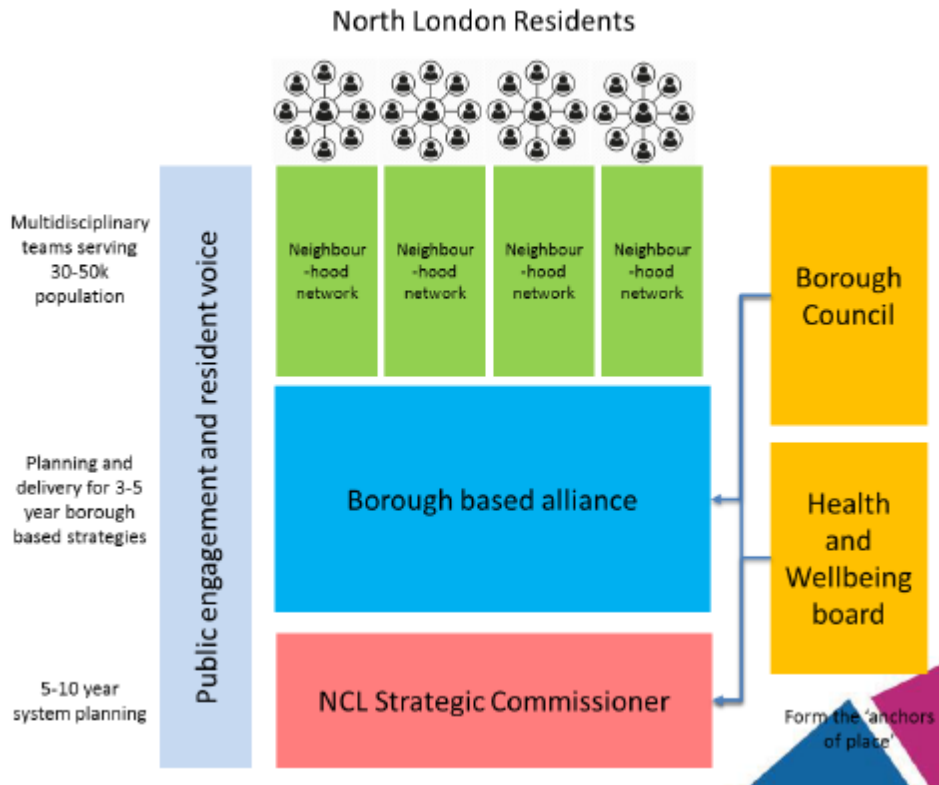 North London Residents
Multidisciplinary
teams serving
30-50k
population
Planning and
delivery for 3-5
year borough
based strategies
5-10 year
system planning
Public engagement and resident voice
Neighbour
-hood
network
Neighbour
-hood
network
Neighbour
-hood
network
Neighbour
-hood
network
Borough based alliance
NCL Strategic Commissioner
Borough
Council
Health
and
Wellbeing
board
Form the 'anchors
of place'